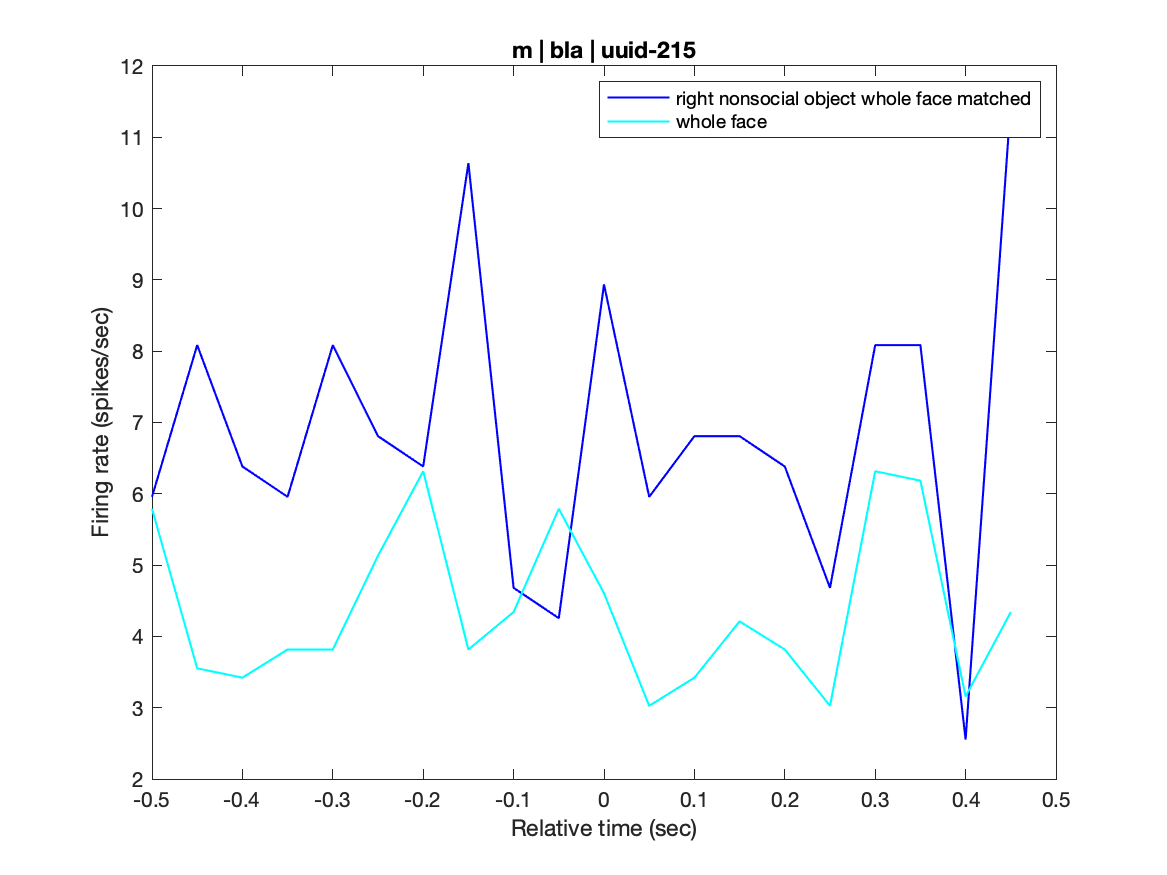 m | bla | uuid-215
right nonsocial object whole face matched
whole face
12
11
10
9
8
7
6
5
4
3
2
Firing rate (spikes/sec)
-0.5 -0.4 -0.3 -0.2 -0.1 0 0.1 0.2 0.3 0.4 0.5
Relative time (sec)